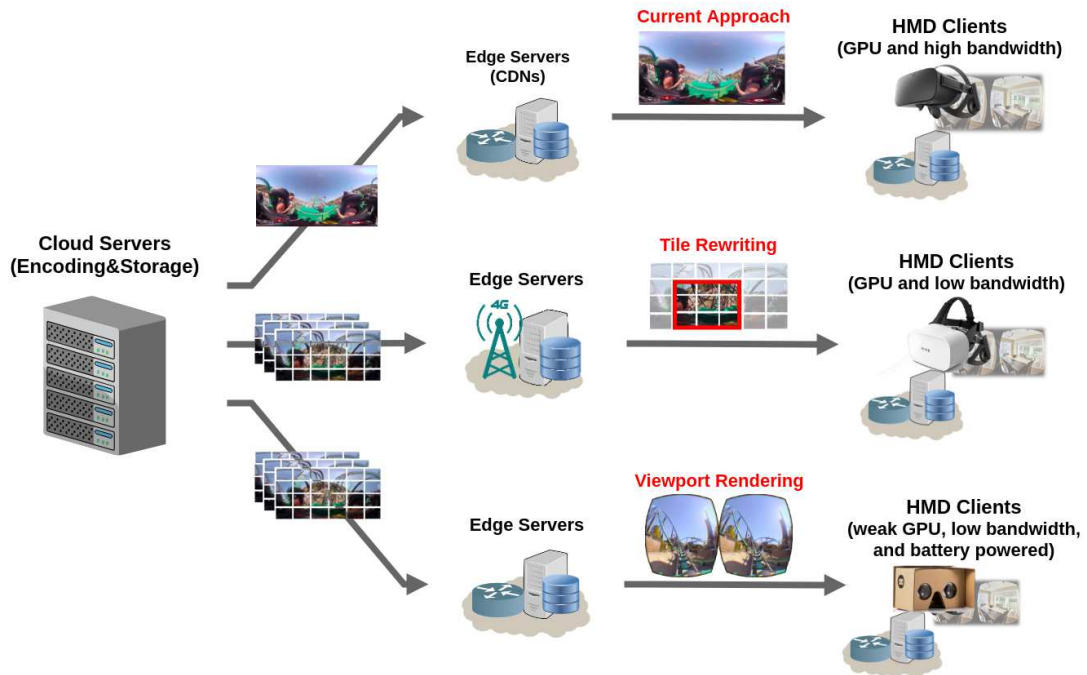 Current Approach
HMD Clients
(GPU and high bandwidth)
Edge Servers
(CDNs)
Cloud Servers
(Encoding&Storage)
Tile Rewriting
HMD Clients
(GPU and low bandwidth)
Edge Servers
4G
Viewport Rendering
HMD Clients
(weak GPU, low bandwidth,
and battery powered)
Edge Servers